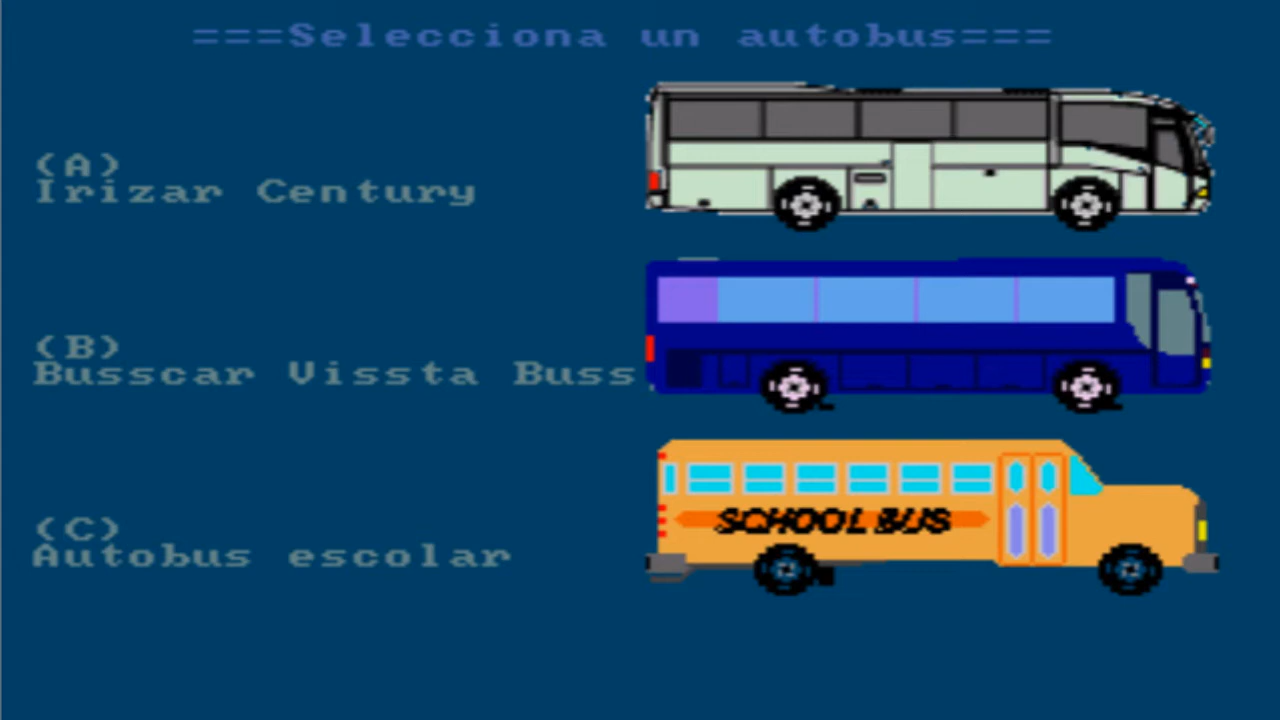 ===Selecciona un autobus===
(A)
Irizar Century
(B)
Busscar Vissta Buss
(C)
Autobus escolar
SCHOOL BUS